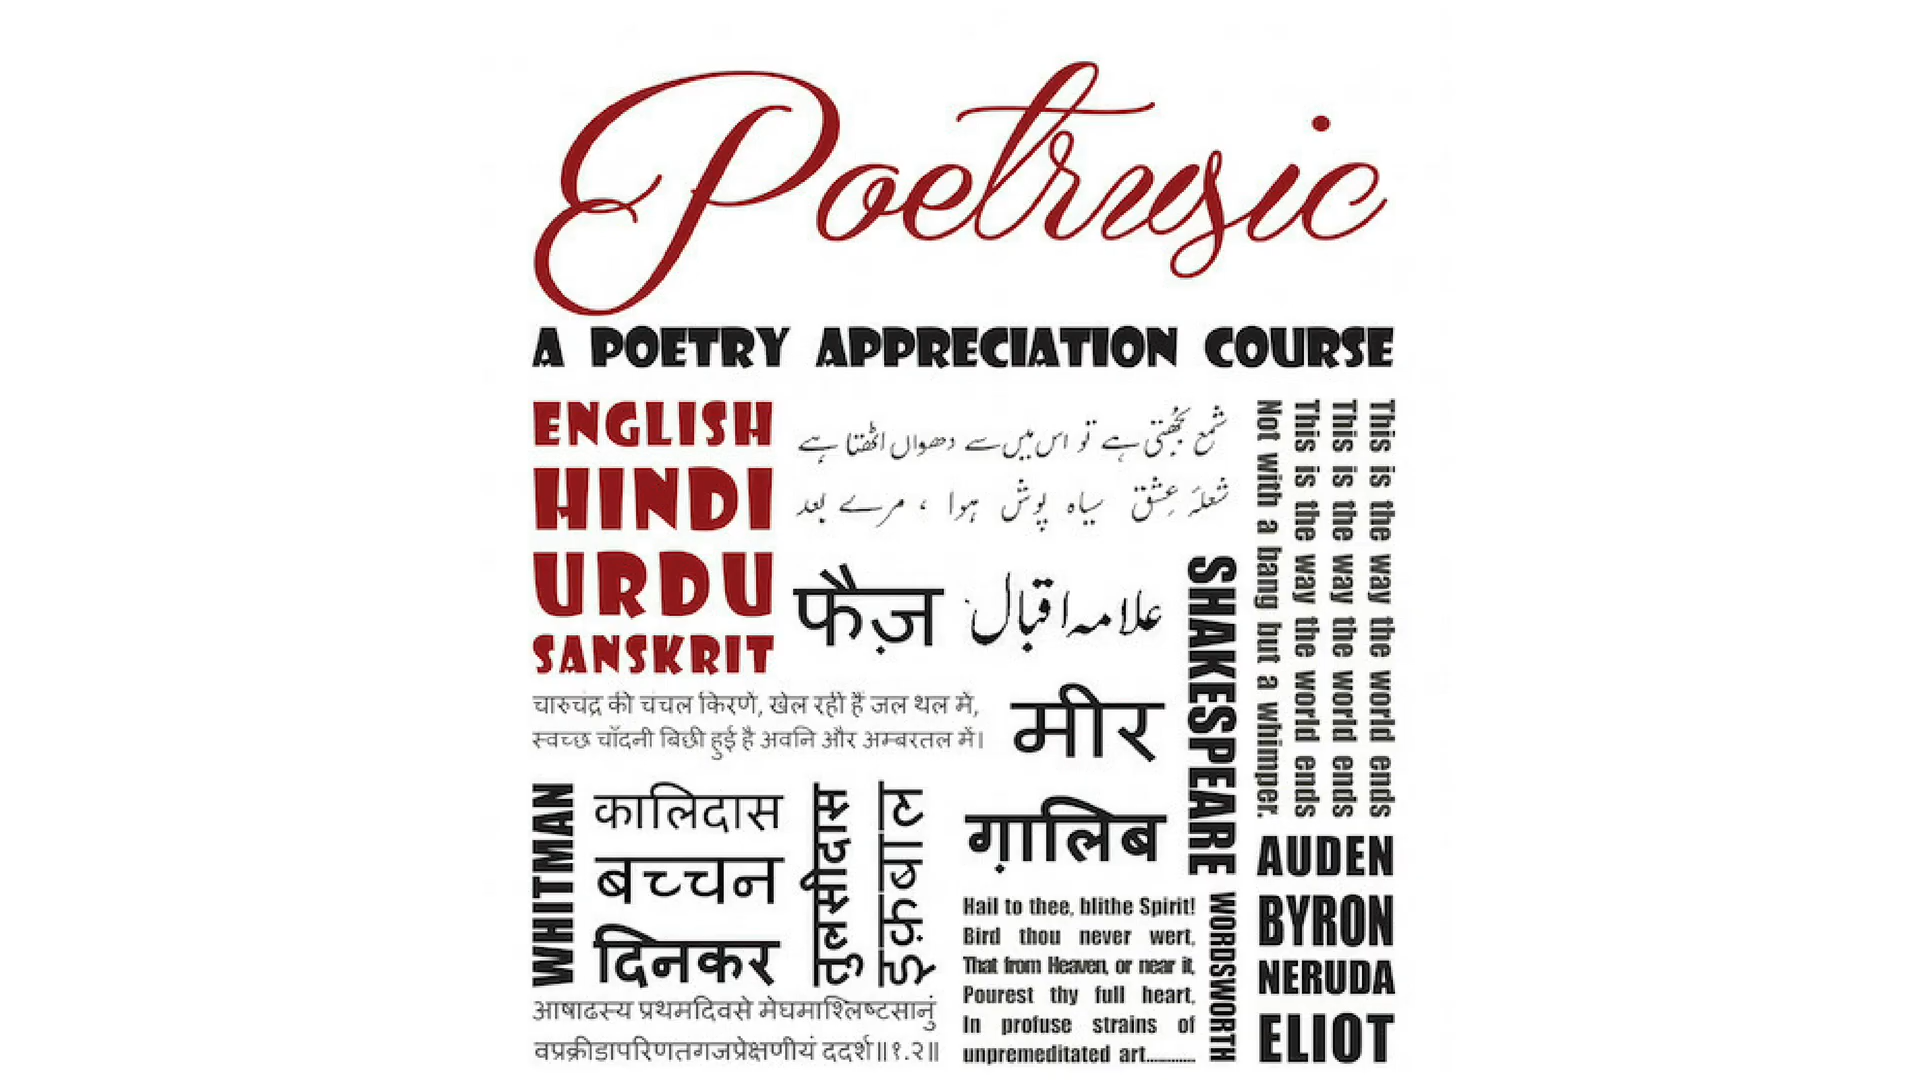 Poetrusic
A POETRY APPRECIATION COURSE
ENGLISH
HINDI
URDU
SANSKRIT
شمع بُجھتی ہے تو اس میں سے دھواں اٹھتا ہے
شعلۂ عِشق سیاہ پوش ہوا ، مرے بعد
This is the way the world ends
This is the way the world ends
This is the way the world ends
Not with a bang but a whimper.
फैज़
علامہ اقبال
SHAKESPEARE
चारुचंद्र की चंचल किरणें, खेल रही हैं जल थल में,
स्वच्छ चाँदनी बिछी हुई है अवनि और अम्बरतल में।
मीर
WHITMAN
कालिदास
बच्चन
दिनकर
तुलसीदास
इक़बाल
ग़ालिब
Hail to thee, blithe Spirit!
Bird thou never wert,
That from Heaven, or near it,
Pourest thy full heart,
In profuse strains of
unpremeditated art............
WORDSWORTH
AUDEN
BYRON
NERUDA
ELIOT
आषाढस्य प्रथमदिवसे मेघमाश्लिष्टसानुं
वप्रक्रीडापरिणतगजप्रेक्षणीयं ददर्श॥१.२॥